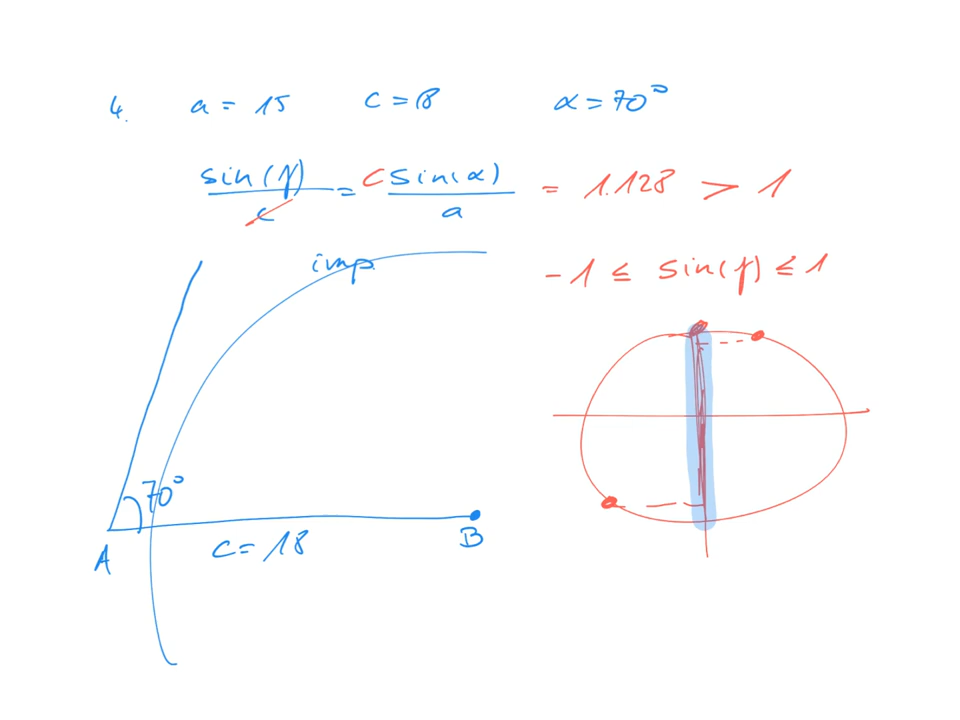 4. a = 15 c = 18 α = 70°
sin(γ)/c = c sin(α)/a = 1.128 > 1
imp.
-1 ≤ sin(γ) ≤ 1
70°
A c = 18 B